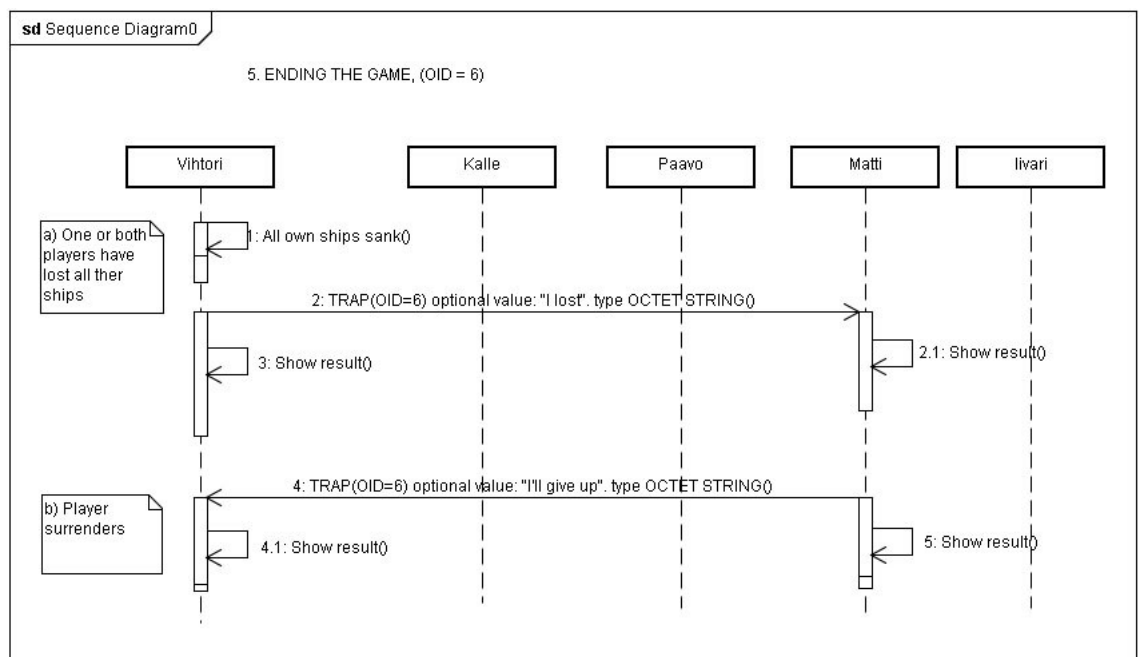 sd Sequence Diagram0
5. ENDING THE GAME, (OID = 6)
Vihtori
Kalle
Paavo
Matti
Iivari
a) One or both
players have
lost all ther
ships
1: All own ships sank()
2: TRAP(OID=6) optional value: "I lost". type OCTET STRING()
3: Show result()
2.1: Show result()
4: TRAP(OID=6) optional value: "I'll give up". type OCTET STRING()
b) Player
surrenders
4.1: Show result()
5: Show result()